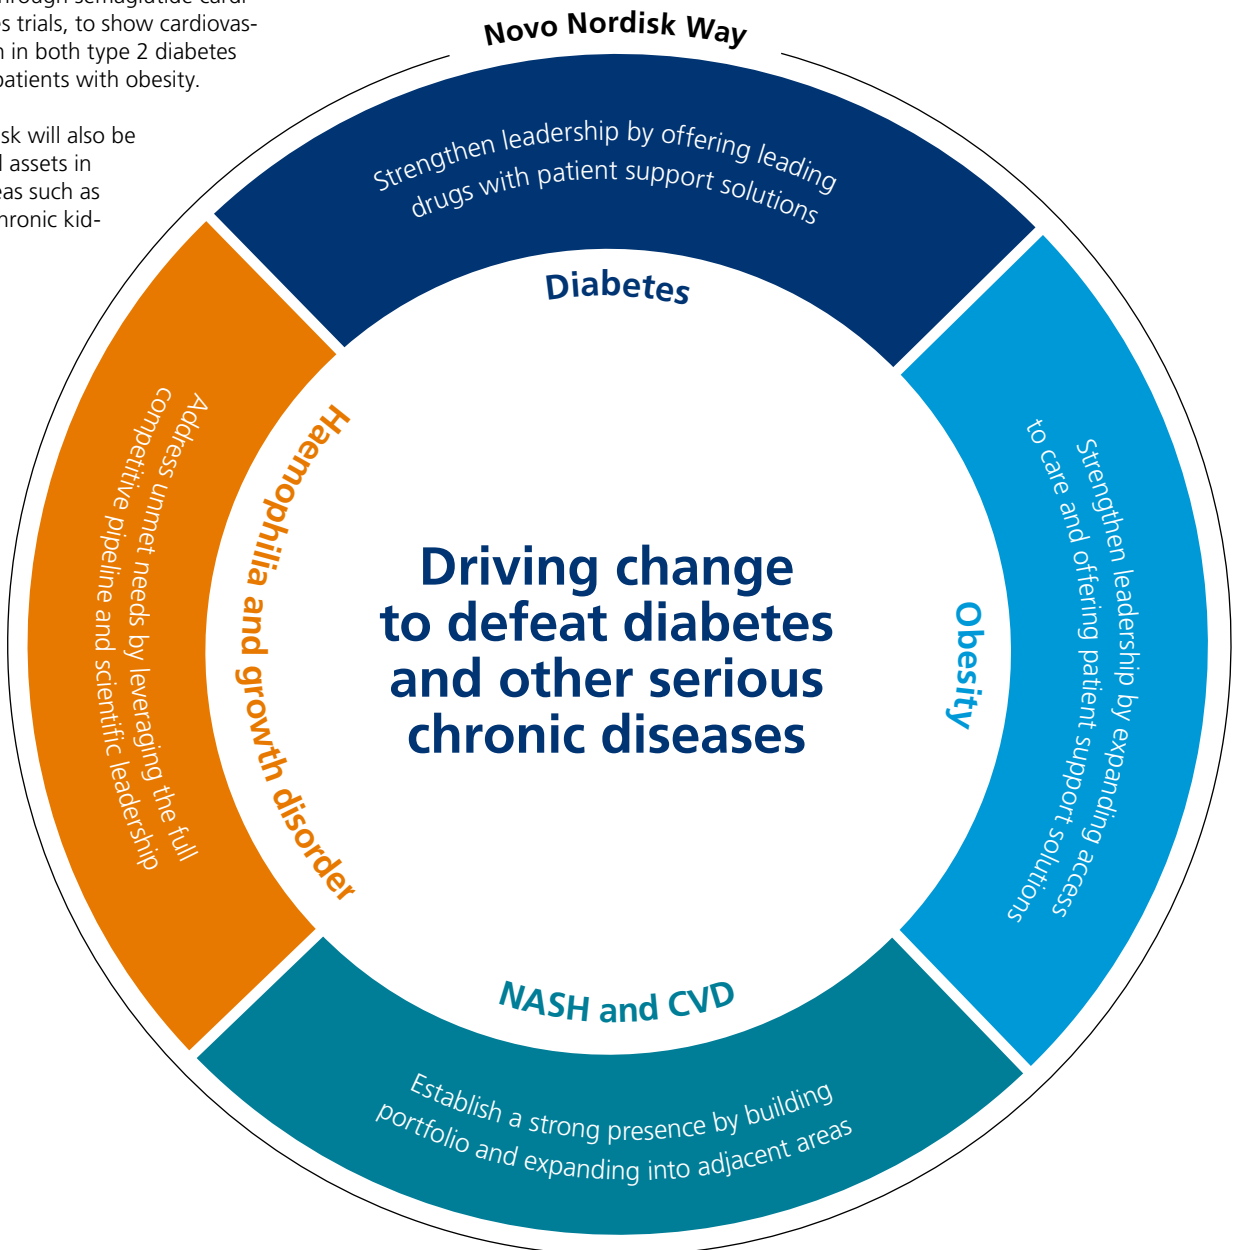 through semaglutide cardi-
es trials, to show cardiovas-
n in both type 2 diabetes
patients with obesity.
sk will also be
d assets in
eas such as
hronic kid-
Novo Nordisk Way
Strengthen leadership by offering leading
drugs with patient support solutions
Diabetes
Strengthen leadership by expanding access
to care and offering patient support solutions
Obesity
Driving change
to defeat diabetes
and other serious
chronic diseases
Haemophilia and growth disorder
Address unmet needs by leveraging the full
competitive pipeline and scientific leadership
NASH and CVD
Establish a strong presence by building
portfolio and expanding into adjacent areas